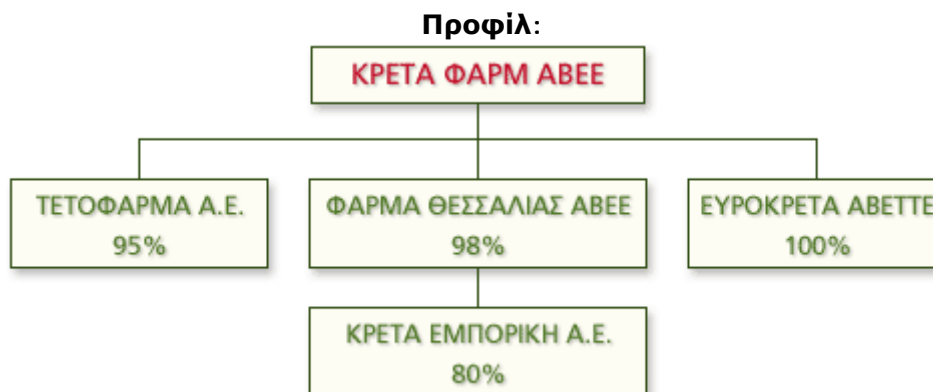 Προφίλ:
ΚΡΕΤΑ ΦΑΡΜ ΑΒΕΕ
ΤΕΤΟΦΑΡΜΑ Α.Ε.
95%
ΦΑΡΜΑ ΘΕΣΣΑΛΙΑΣ ΑΒΕΕ
98%
ΕΥΡΟΚΡΕΤΑ ΑΒΕΤΤΕ
100%
ΚΡΕΤΑ ΕΜΠΟΡΙΚΗ Α.Ε.
80%